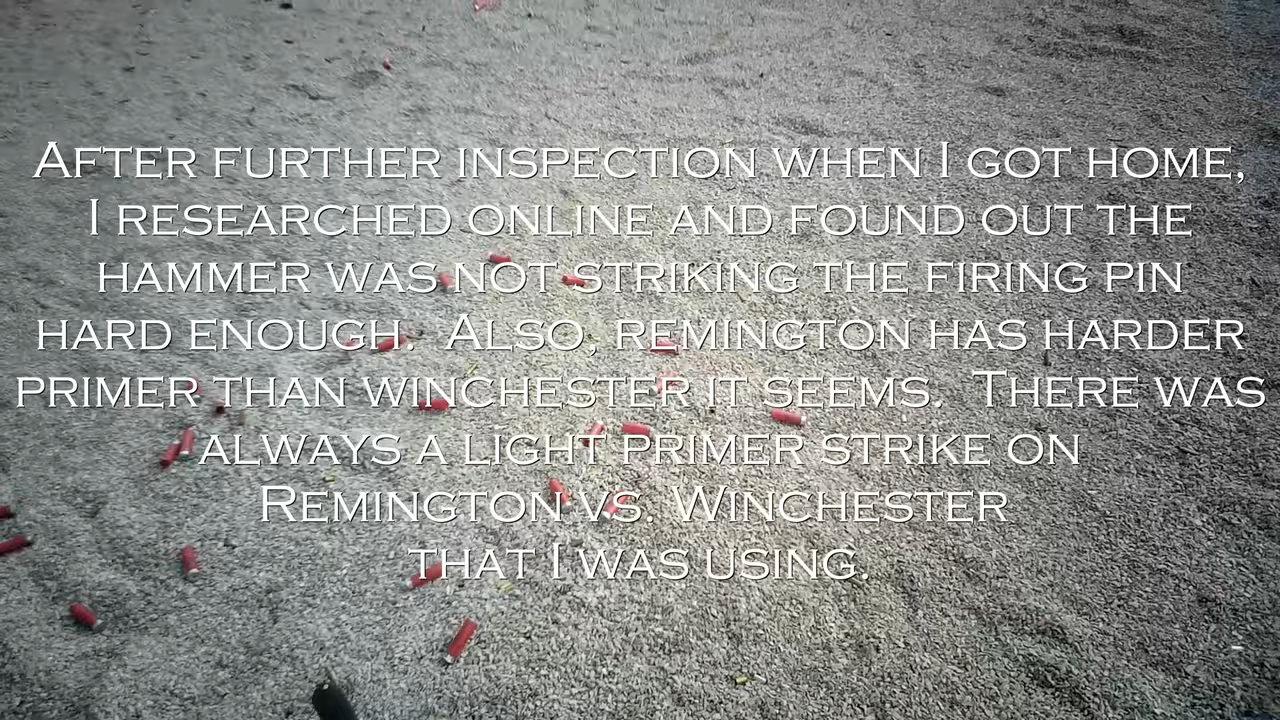 After further inspection when I got home,
I researched online and found out the
hammer was not striking the firing pin
hard enough.  Also, remington has harder
primer than winchester it seems.  There was
always a light primer strike on
Remington vs. Winchester
that I was using.